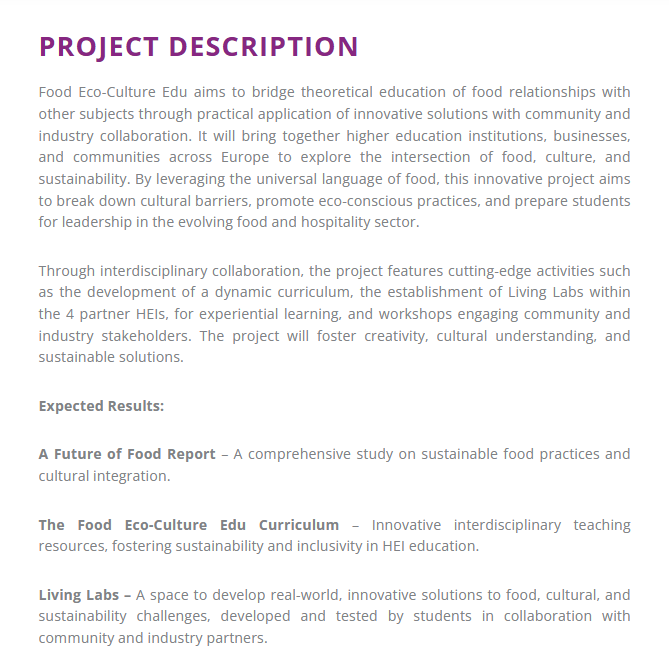 PROJECT DESCRIPTION
Food Eco-Culture Edu aims to bridge theoretical education of food relationships with
other subjects through practical application of innovative solutions with community and
industry collaboration. It will bring together higher education institutions, businesses,
and communities across Europe to explore the intersection of food, culture, and
sustainability. By leveraging the universal language of food, this innovative project aims
to break down cultural barriers, promote eco-conscious practices, and prepare students
for leadership in the evolving food and hospitality sector.
Through interdisciplinary collaboration, the project features cutting-edge activities such
as the development of a dynamic curriculum, the establishment of Living Labs within
the 4 partner HEIs, for experiential learning, and workshops engaging community and
industry stakeholders. The project will foster creativity, cultural understanding, and
sustainable solutions.
Expected Results:
A Future of Food Report – A comprehensive study on sustainable food practices and
cultural integration.
The Food Eco-Culture Edu Curriculum – Innovative interdisciplinary teaching
resources, fostering sustainability and inclusivity in HEI education.
Living Labs – A space to develop real-world, innovative solutions to food, cultural, and
sustainability challenges, developed and tested by students in collaboration with
community and industry partners.